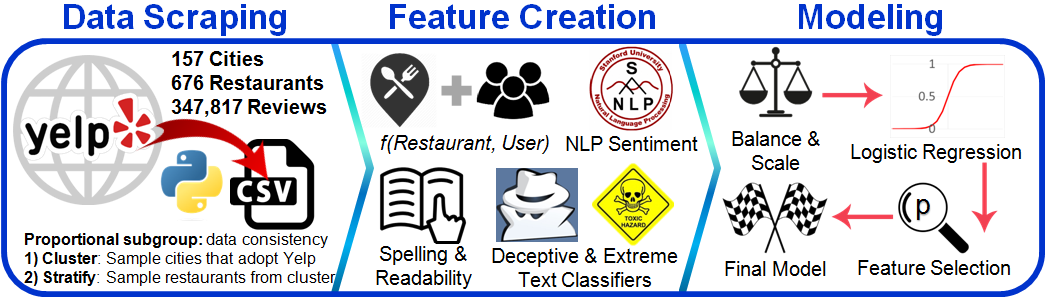 Data Scraping
157 Cities
676 Restaurants
347,817 Reviews
yelp
CSV
Proportional subgroup: data consistency
1) Cluster: Sample cities that adopt Yelp
2) Stratify: Sample restaurants from cluster
Feature Creation
f(Restaurant, User)
Stanford University
S
NLP
Natural Language Processing
NLP Sentiment
Spelling &
Readability
TOXIC
HAZARD
Deceptive & Extreme
Text Classifiers
Modeling
Balance &
Scale
1
0.5
0
Logistic Regression
(p
Feature Selection
Final Model